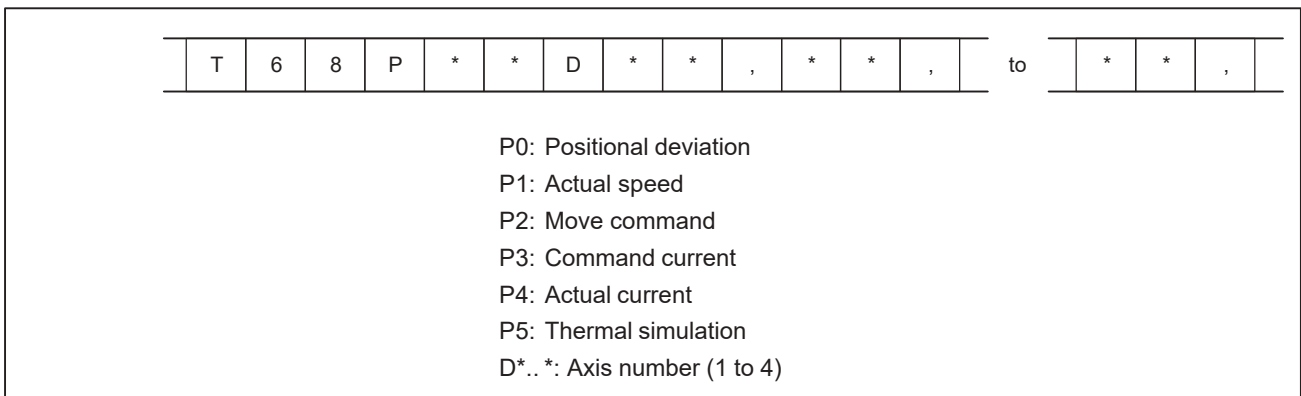 T 6 8 P * * D * * , * * , to * * ,
P0: Positional deviation
P1: Actual speed
P2: Move command
P3: Command current
P4: Actual current
P5: Thermal simulation
D*.. *: Axis number (1 to 4)